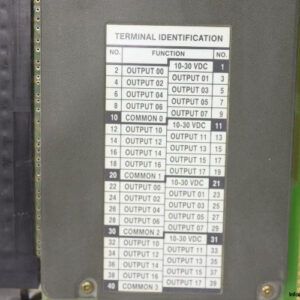 TERMINAL IDENTIFICATION
NO. FUNCTION NO.
10-30 VDC 1
2 OUTPUT 00
OUTPUT 01 3
4 OUTPUT 02
OUTPUT 03 5
6 OUTPUT 04
OUTPUT 05 7
8 OUTPUT 06
OUTPUT 07 9
10 COMMON 0
10-30 VDC 11
12 OUTPUT 10
OUTPUT 11 13
14 OUTPUT 12
OUTPUT 13 15
16 OUTPUT 14
OUTPUT 15 17
18 OUTPUT 16
OUTPUT 17 19
20 COMMON 1
10-30 VDC 21
22 OUTPUT 00
OUTPUT 01 23
24 OUTPUT 02
OUTPUT 03 25
26 OUTPUT 04
OUTPUT 05 27
28 OUTPUT 06
OUTPUT 07 29
30 COMMON 2
10-30 VDC 31
32 OUTPUT 10
OUTPUT 11 33
34 OUTPUT 12
OUTPUT 13 35
36 OUTPUT 14
OUTPUT 15 37
38 OUTPUT 16
OUTPUT 17 39
40 COMMON 3